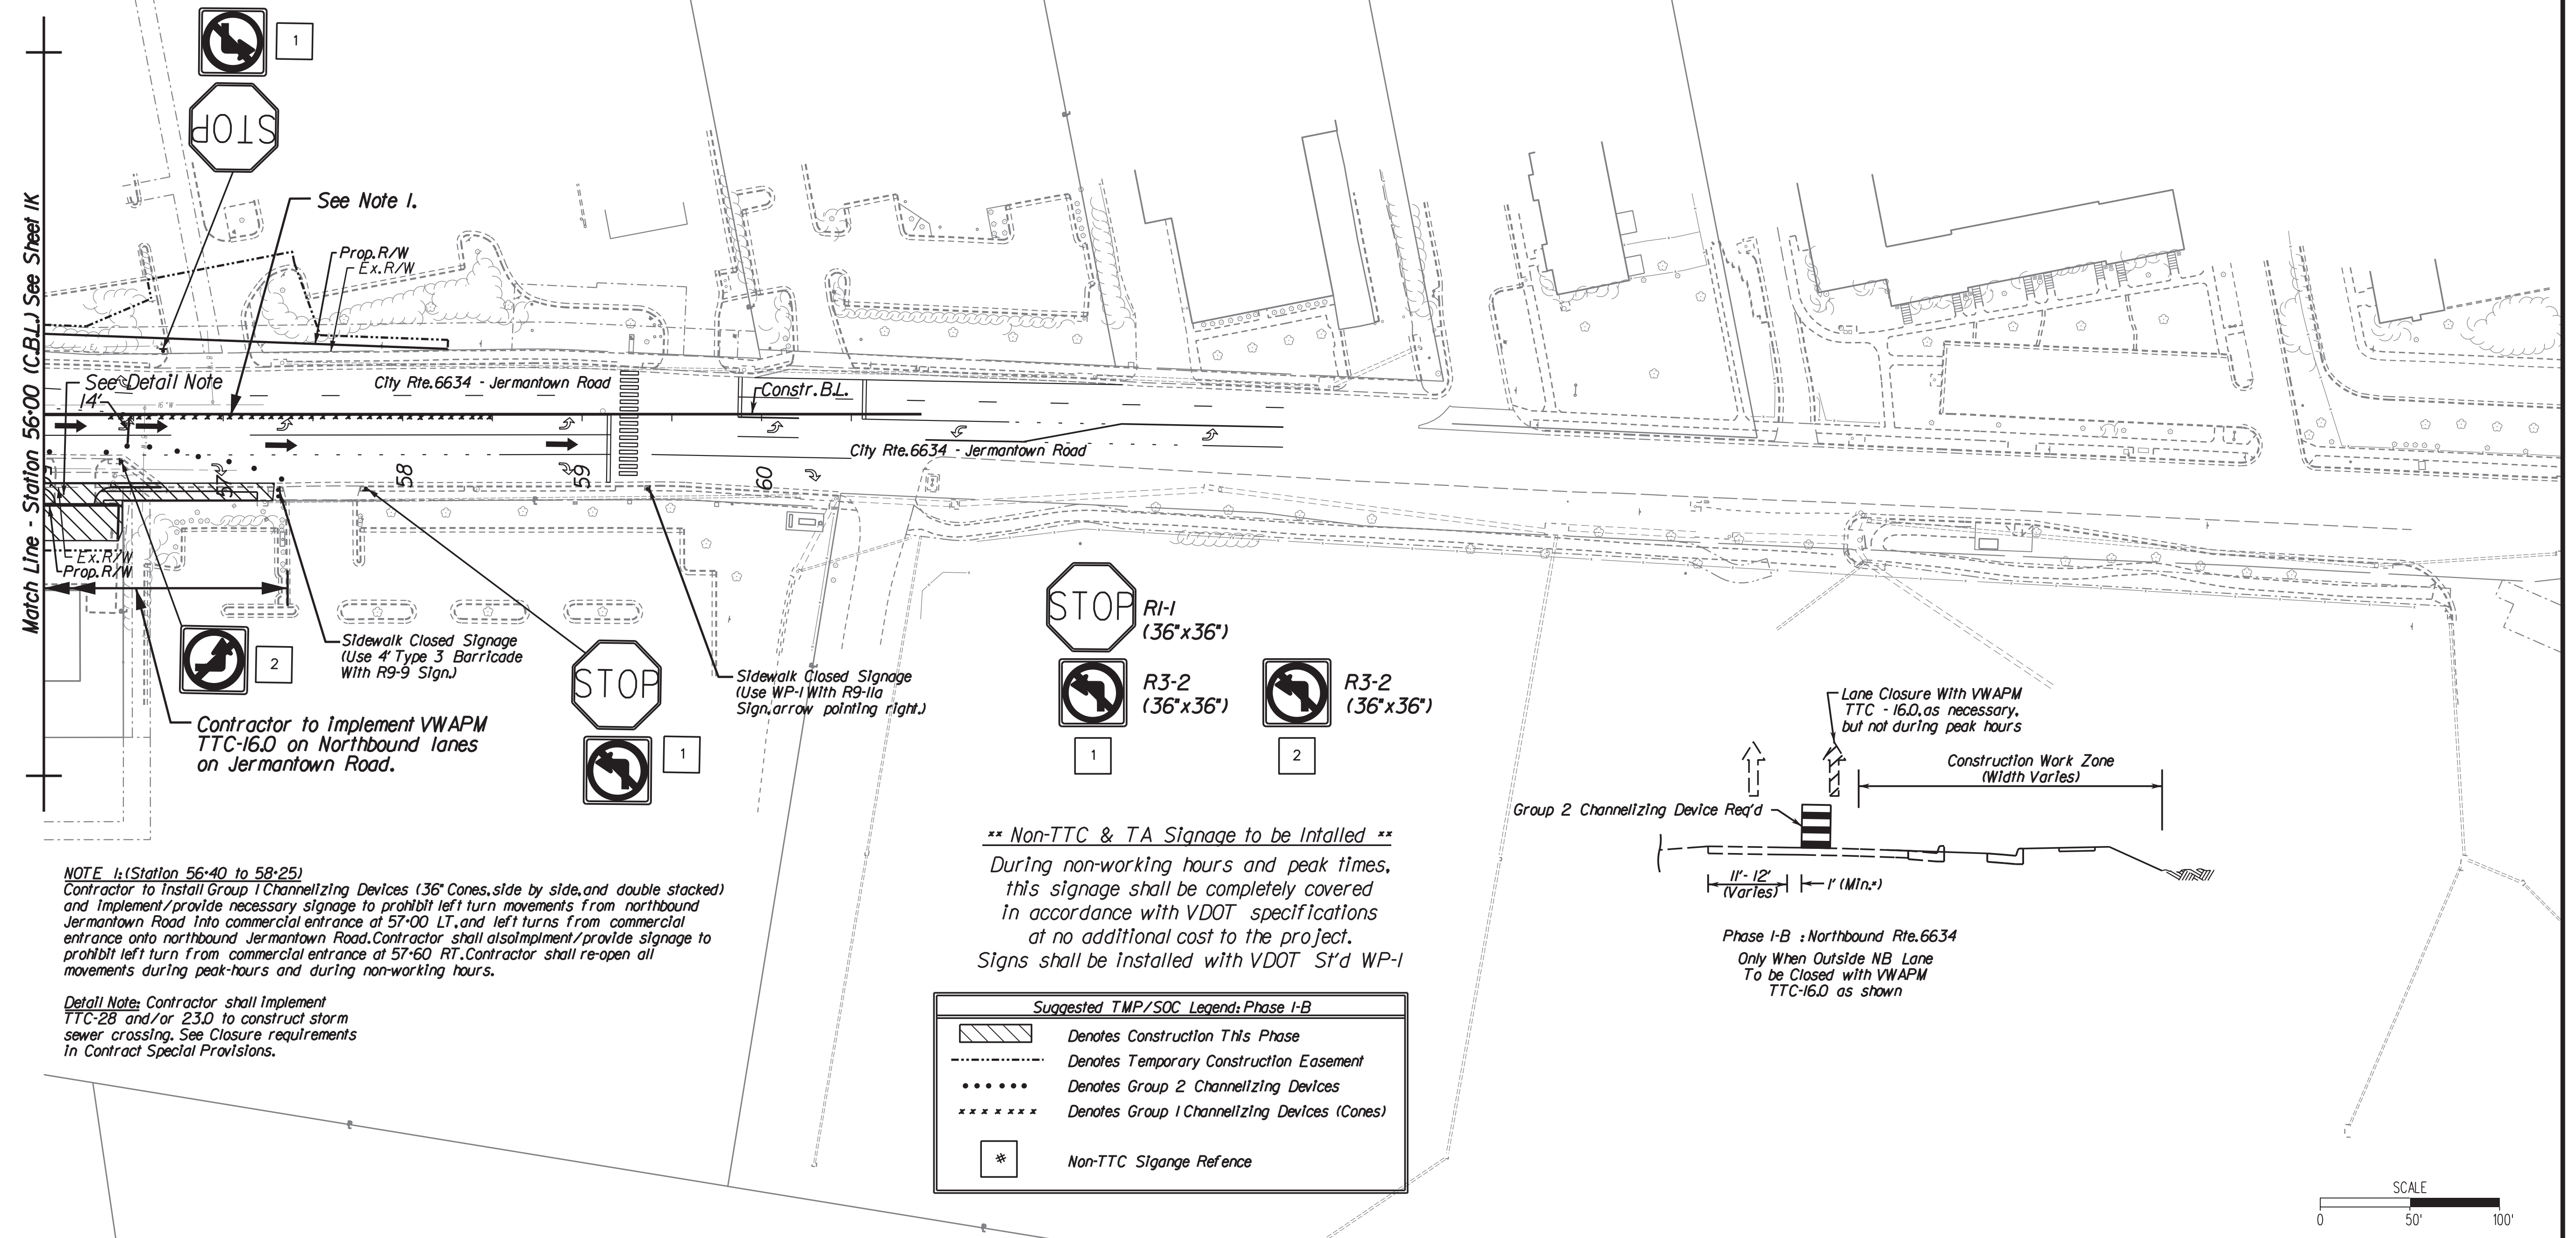 1
STOP
Match Line - Station 56+00 (C.B.L.) See Sheet 1K
See Note 1.
Prop. R/W
Ex. R/W
See Detail Note
14'
City Rte. 6634 - Jermantown Road
Constr. B.L.
City Rte. 6634 - Jermantown Road
57
58
59
60
Ex. R/W
Prop. R/W
2
Sidewalk Closed Signage
(Use 4' Type 3 Barricade
With R9-9 Sign.)
Contractor to implement VWAPM
TTC-16.0 on Northbound lanes
on Jermantown Road.
STOP
1
Sidewalk Closed Signage
(Use WP-1 With R9-11a
Sign, arrow pointing right.)
STOP
R1-1
(36"x36")
R3-2
(36"x36")
1
R3-2
(36"x36")
2
Lane Closure With VWAPM
TTC - 16.0, as necessary,
but not during peak hours
Construction Work Zone
(Width Varies)
Group 2 Channelizing Device Req'd
11'- 12'
(Varies)
1' (Min.*)
Phase 1-B : Northbound Rte. 6634
Only When Outside NB Lane
To be Closed with VWAPM
TTC-16.0 as shown
** Non-TTC & TA Signage to be Intalled **
During non-working hours and peak times,
this signage shall be completely covered
in accordance with VDOT specifications
at no additional cost to the project.
Signs shall be installed with VDOT St'd WP-1
NOTE 1: (Station 56+40 to 58+25)
Contractor to install Group 1 Channelizing Devices (36" Cones, side by side, and double stacked)
and implement/provide necessary signage to prohibit left turn movements from northbound
Jermantown Road into commercial entrance at 57+00 LT, and left turns from commercial
entrance onto northbound Jermantown Road. Contractor shall alsoimplment/provide signage to
prohibit left turn from commercial entrance at 57+60 RT. Contractor shall re-open all
movements during peak-hours and during non-working hours.
Detail Note: Contractor shall implement
TTC-28 and/or 23.0 to construct storm
sewer crossing. See Closure requirements
in Contract Special Provisions.
Suggested TMP/SOC Legend: Phase 1-B
Denotes Construction This Phase
Denotes Temporary Construction Easement
Denotes Group 2 Channelizing Devices
Denotes Group 1 Channelizing Devices (Cones)
#
Non-TTC Sigange Refence
SCALE
0 50' 100'